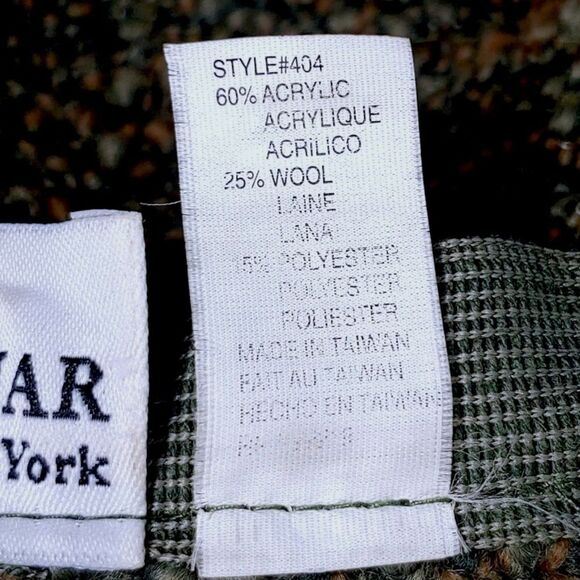 STYLE#404
60% ACRYLIC
ACRYLIQUE
ACRILICO
25% WOOL
LAINE
LANA
15% POLYESTER
POLYESTER
POLIESTER
MADE IN TAIWAN
FAIT AU TAIWAN
HECHO EN TAIWAN
AR
York